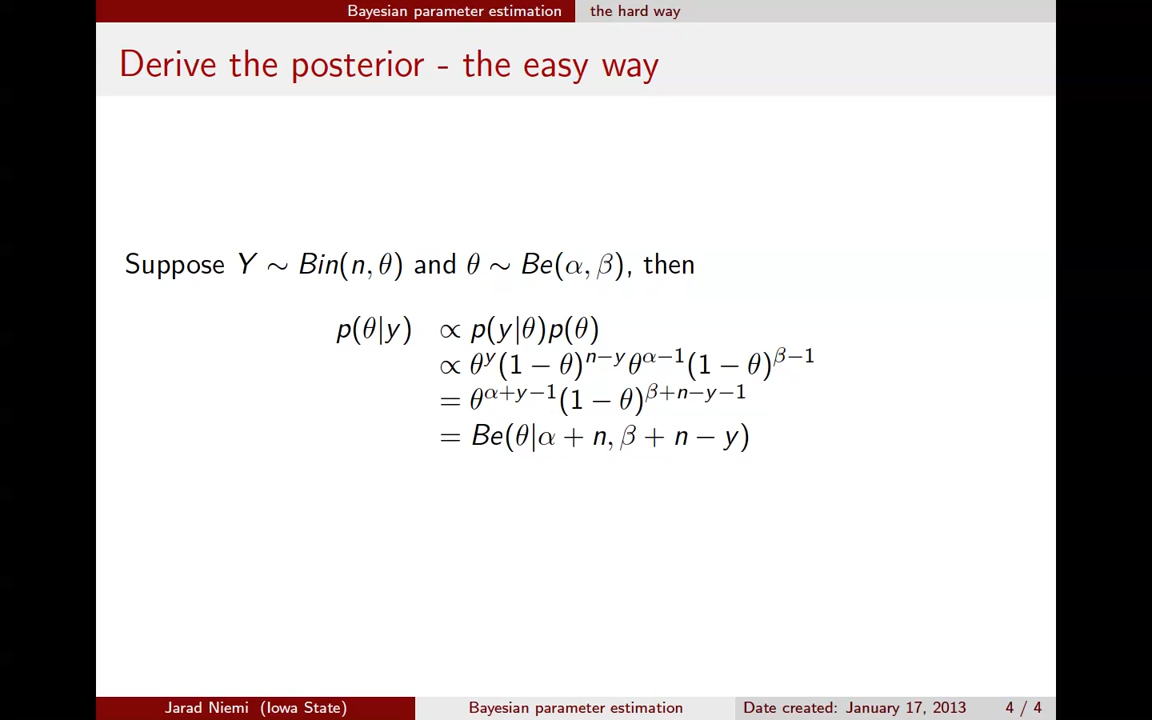 Bayesian parameter estimation the hard way
Derive the posterior - the easy way
Suppose Y ∼ Bin(n, θ) and θ ∼ Be(α, β), then
p(θ|y) ∝ p(y|θ)p(θ)
∝ θ^y(1 − θ)^{n−y}θ^{α−1}(1 − θ)^{β−1}
= θ^{α+y−1}(1 − θ)^{β+n−y−1}
= Be(θ|α + n, β + n − y)
Jarad Niemi (Iowa State) Bayesian parameter estimation Date created: January 17, 2013 4 / 4